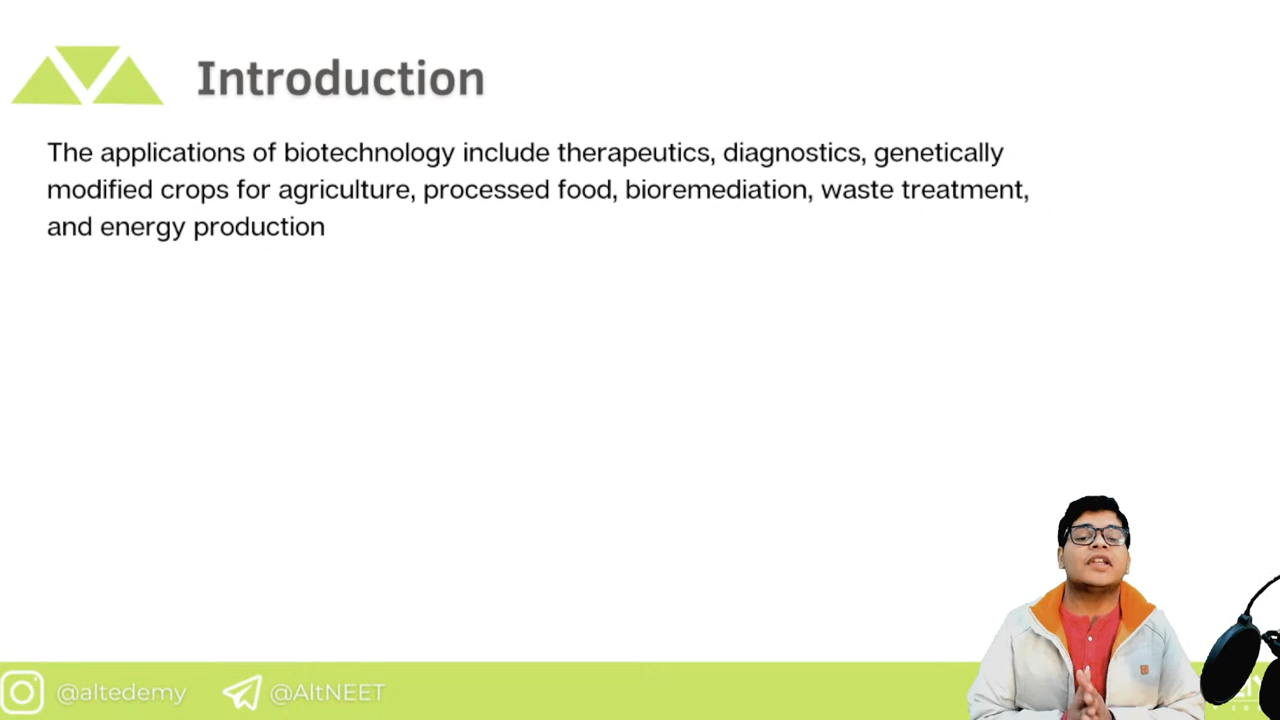 Introduction
The applications of biotechnology include therapeutics, diagnostics, genetically
modified crops for agriculture, processed food, bioremediation, waste treatment,
and energy production
@altedemy
@AltNEET